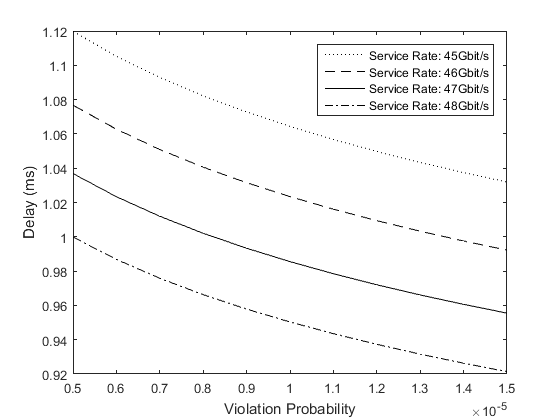 1.12
1.1
1.08
1.06
1.04
1.02
1
0.98
0.96
0.94
0.92
Delay (ms)
Service Rate: 45Gbit/s
Service Rate: 46Gbit/s
Service Rate: 47Gbit/s
Service Rate: 48Gbit/s
0.5 0.6 0.7 0.8 0.9 1 1.1 1.2 1.3 1.4 1.5
Violation Probability
×10⁻⁵